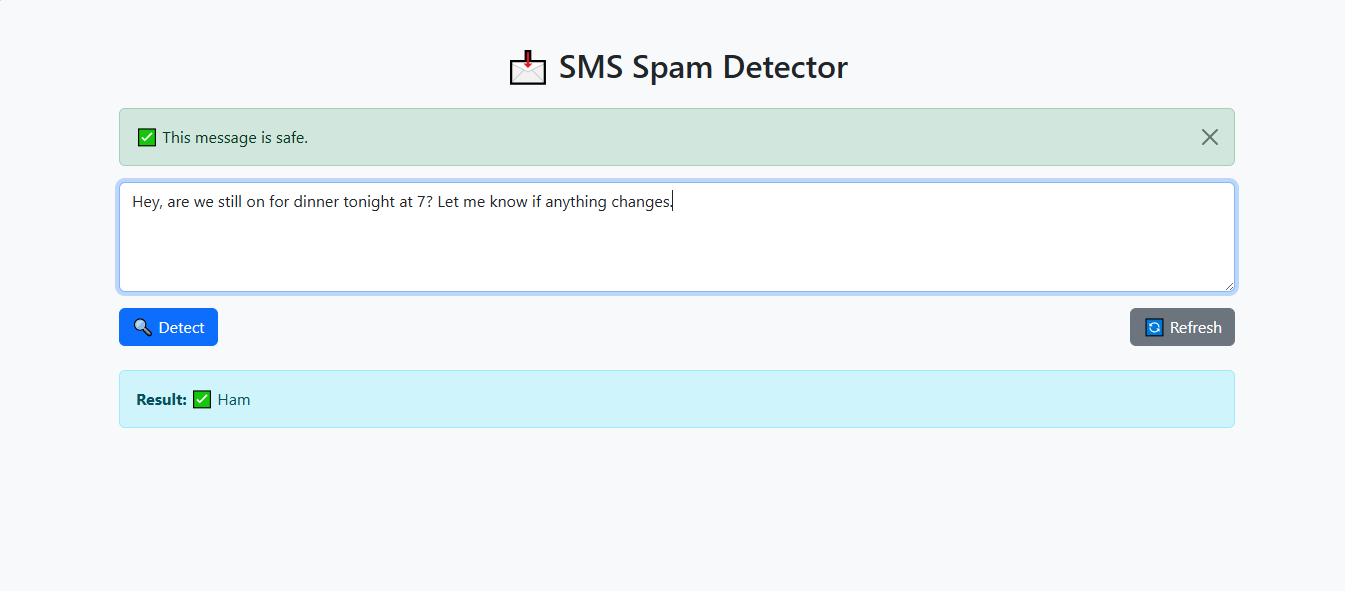 SMS Spam Detector
This message is safe.
Hey, are we still on for dinner tonight at 7? Let me know if anything changes.
Detect
Refresh
Result: ✅ Ham